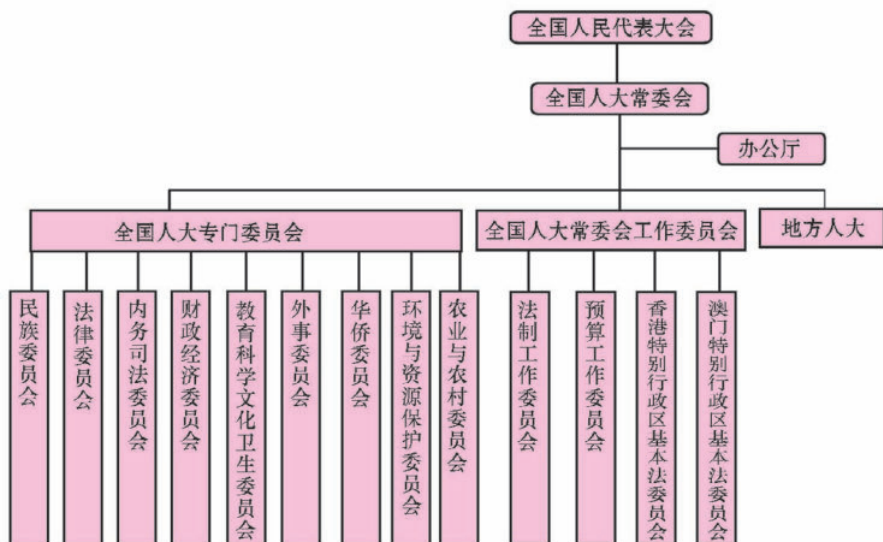 全国人民代表大会
全国人大常委会
办公厅
全国人大专门委员会
全国人大常委会工作委员会
地方人大
民族委员会
法律委员会
内务司法委员会
财政经济委员会
教育科学文化卫生委员会
外事委员会
华侨委员会
环境与资源保护委员会
农业与农村委员会
法制工作委员会
预算工作委员会
香港特别行政区基本法委员会
澳门特别行政区基本法委员会